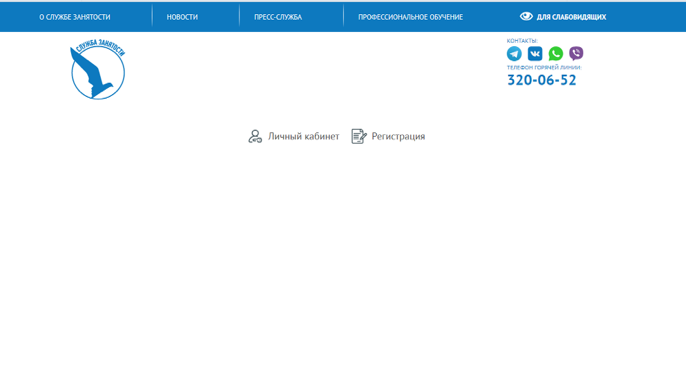 О СЛУЖБЕ ЗАНЯТОСТИ
НОВОСТИ
ПРЕСС-СЛУЖБА
ПРОФЕССИОНАЛЬНОЕ ОБУЧЕНИЕ
ДЛЯ СЛАБОВИДЯЩИХ
СЛУЖБА ЗАНЯТОСТИ
КОНТАКТЫ:
ТЕЛЕФОН ГОРЯЧЕЙ ЛИНИИ:
320-06-52
Личный кабинет
Регистрация